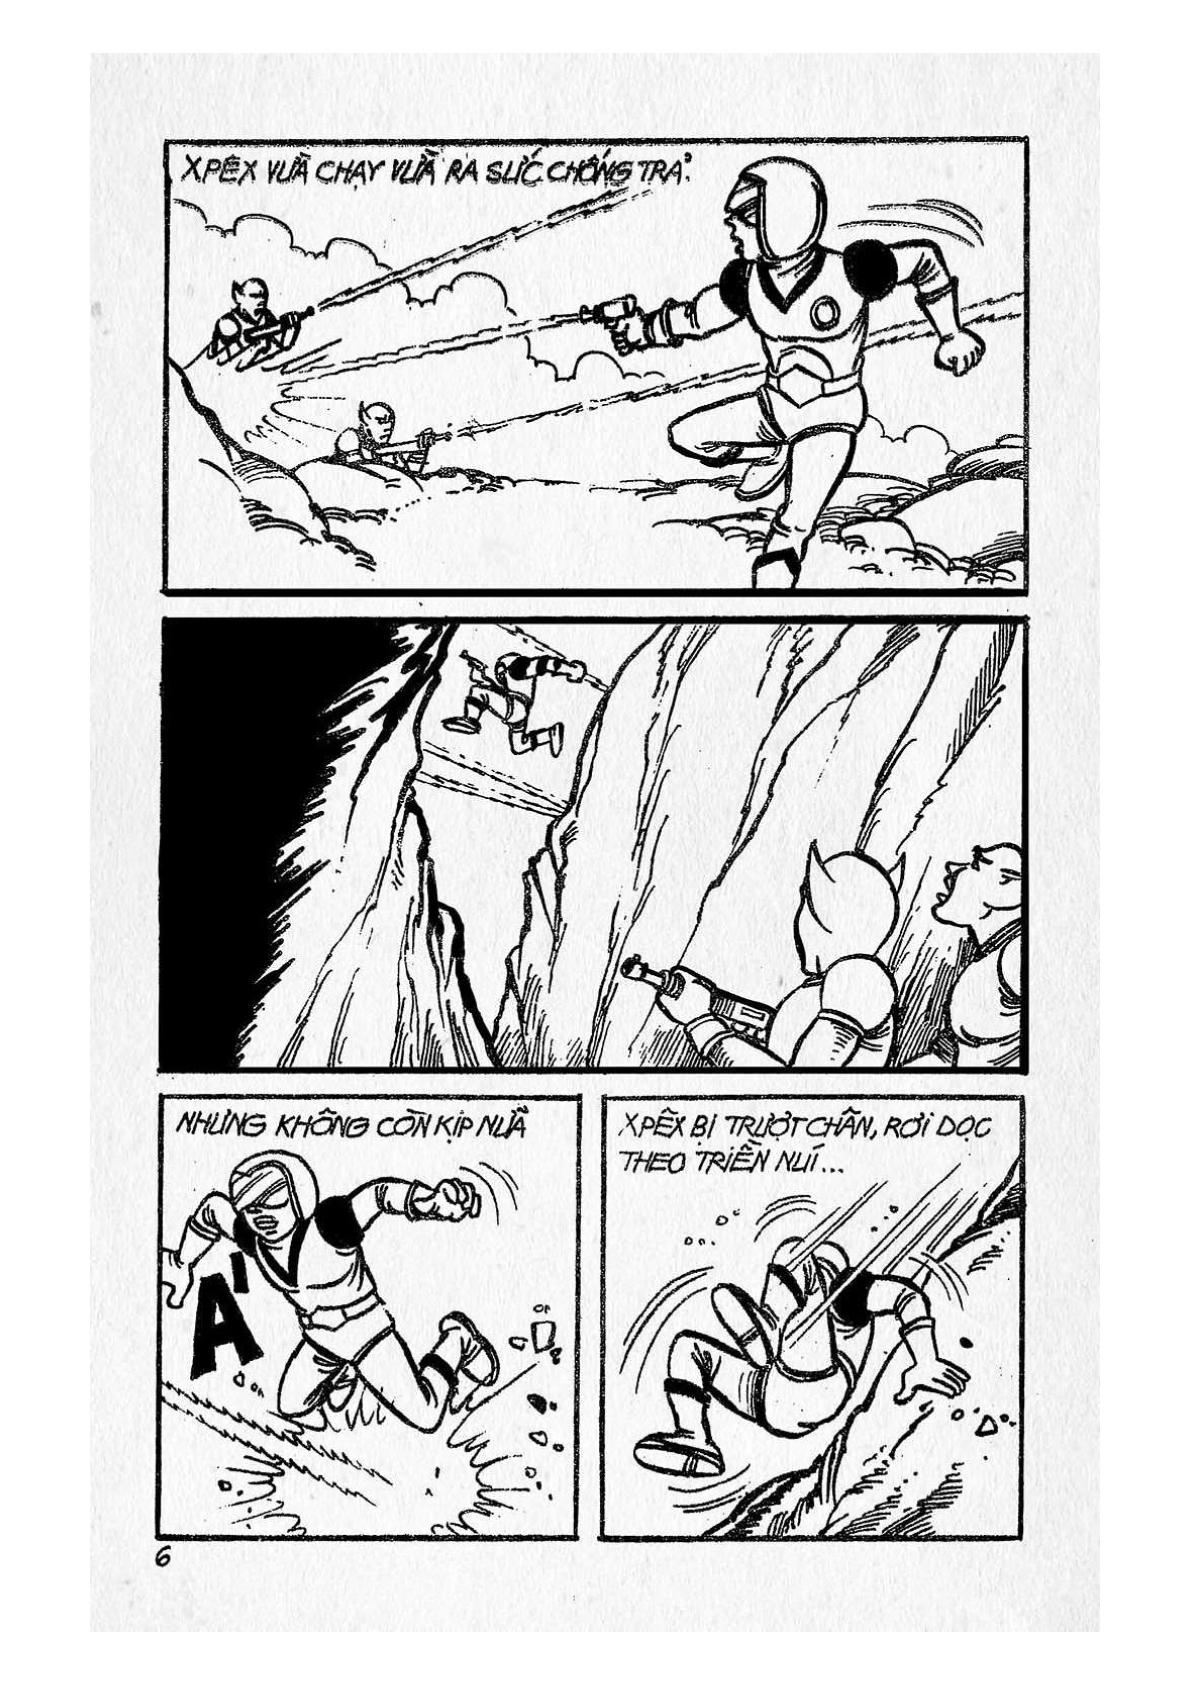 XPÊX VỪA CHẠY VỪA RA SỨC CHỐNG TRẢ.
NHƯNG KHÔNG CÒN KỊP NỮA
Á
XPÊX BỊ TRƯỢT CHÂN, RƠI DỌC
THEO TRIỀN NÚI...
6